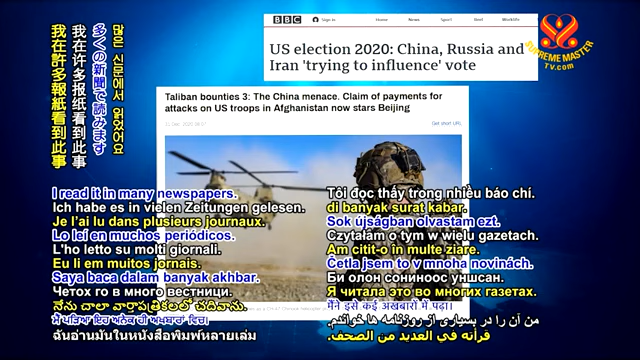 BBC
Sign in
Home
News
Sport
Reel
Worklife
US election 2020: China, Russia and
Iran 'trying to influence' vote
SUPREME MASTER
TV.com
Taliban bounties 3: The China menace. Claim of payments for
attacks on US troops in Afghanistan now stars Beijing
Get short URL
많은 신문에서 읽었어요
多くの新聞で読みます
我在许多报纸看到此事
我在許多報紙看到此事
I read it in many newspapers.
Ich habe es in vielen Zeitungen gelesen.
Je l'ai lu dans plusieurs journaux.
Lo leí en muchos periódicos.
L'ho letto su molti giornali.
Eu li em muitos jornais.
Saya baca dalam banyak akhbar.
Четох го в много вестници.
నేను చాలా వార్తాపత్రికలలో చదివాను.
ਮੈਂ ਪੜਿਆ ਇਹ ਅਨੇਕ ਹੀ ਅਖਬਾਰਾਂ ਵਿਚ।
ฉันอ่านมันในหนังสือพิมพ์หลายเล่ม
Tôi đọc thấy trong nhiều báo chí.
di banyak surat kabar.
Sok újságban olvastam ezt.
Czytałam o tym w wielu gazetach.
Am citit-o în multe ziare.
Četla jsem to v mnoha novinách.
Би олон сониноос уншсан.
Я читала это во многих газетах.
मैंने इसे कई अखबारों में पढ़ा।
من آن را در بسیاری از روزنامه ها خواندم.
قرأته في العديد من الصحف.